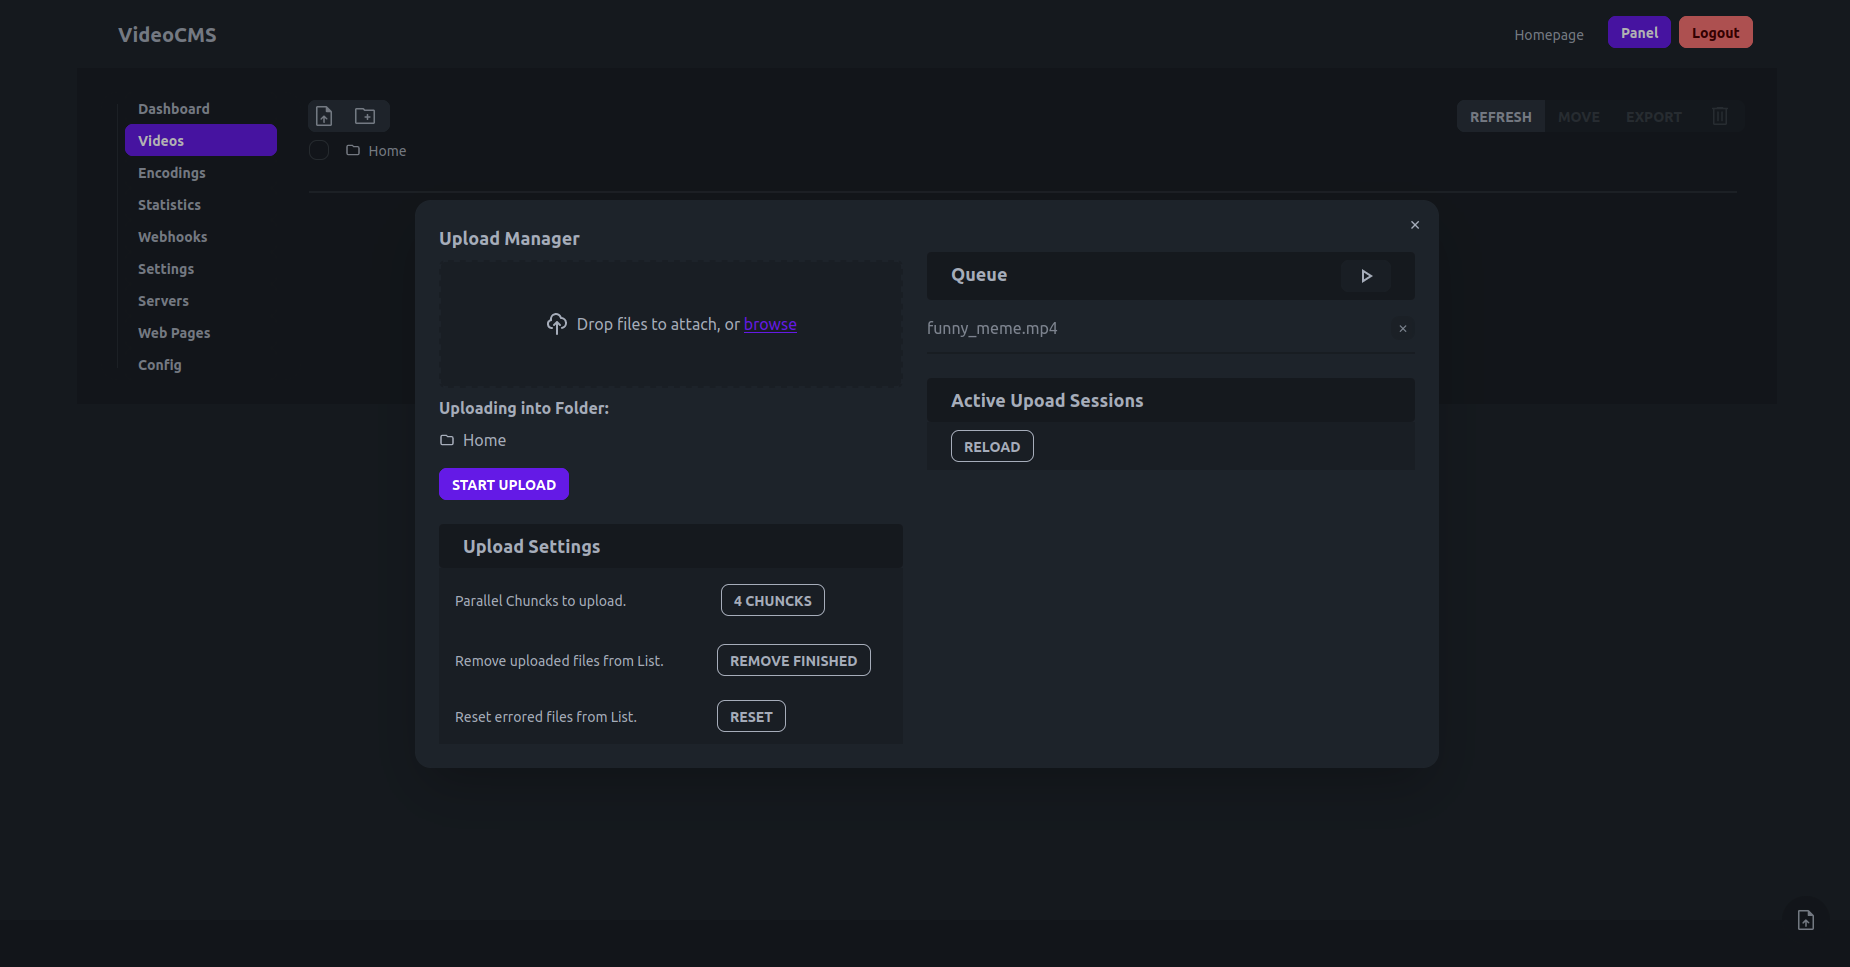 VideoCMS
Homepage
Panel
Logout
Dashboard
Videos
Encodings
Statistics
Webhooks
Settings
Servers
Web Pages
Config
REFRESH
MOVE
EXPORT
Home
Upload Manager
Drop files to attach, or browse
Uploading into Folder:
Home
START UPLOAD
Upload Settings
Parallel Chuncks to upload.
4 CHUNCKS
Remove uploaded files from List.
REMOVE FINISHED
Reset errored files from List.
RESET
Queue
funny_meme.mp4
Active Upoad Sessions
RELOAD